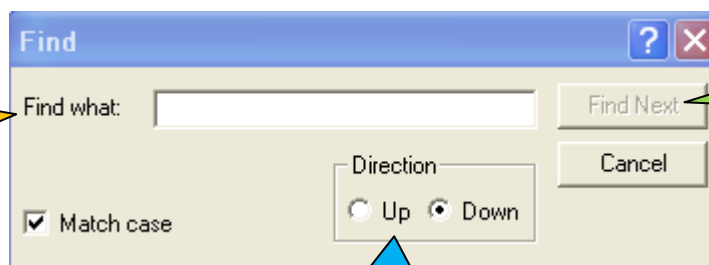 Find
?
Find what:
Find Next
Direction
Cancel
Up
Down
Match case